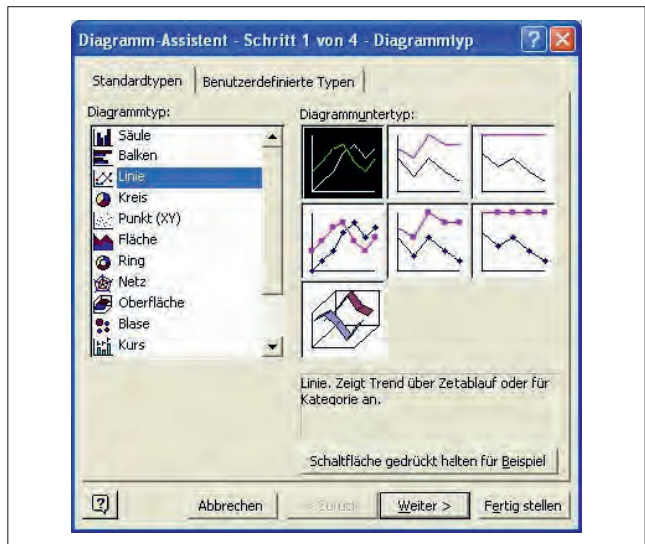 Diagramm-Assistent - Schritt 1 von 4 - Diagrammtyp
Standardtypen
Benutzerdefinierte Typen
Diagrammtyp:
Säule
Balken
Linie
Kreis
Punkt (XY)
Fläche
Ring
Netz
Oberfläche
Blase
Kurs
Diagrammuntertyp:
Linie. Zeigt Trend über Zetablauf oder für
Kategorie an.
Schaltfläche gedrückt halten für Beispiel
Abbrechen
< Zurück
Weiter >
Fertig stellen